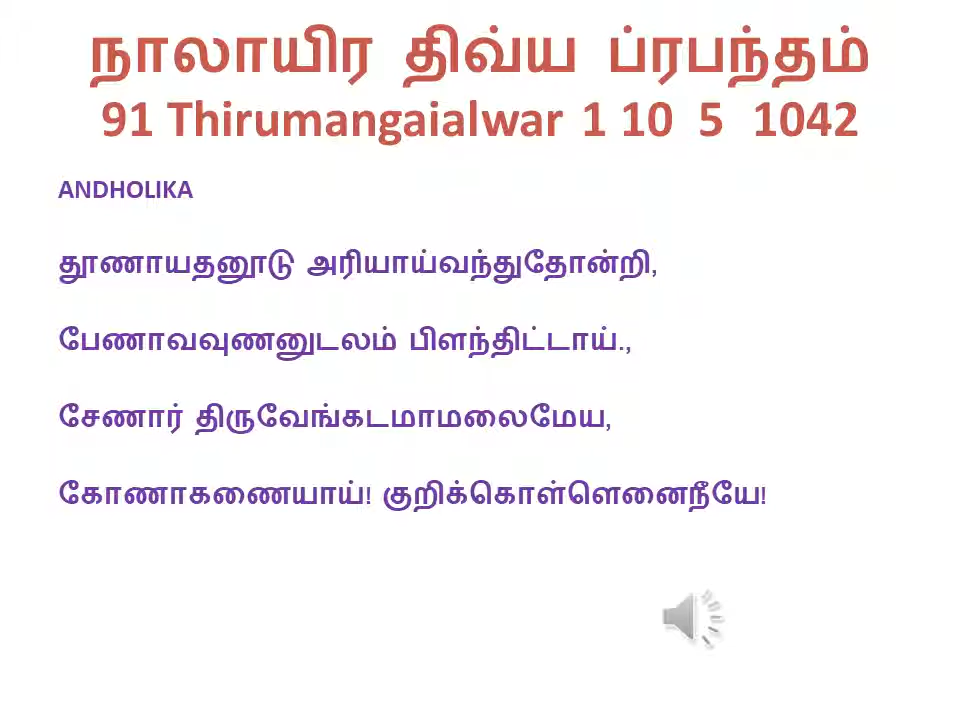 நாலாயிர திவ்ய ப்ரபந்தம்
91 Thirumangaialwar 1 10 5 1042
ANDHOLIKA
தூணாயதனூடு அரியாய்வந்துதோன்றி,
பேணாவவுணனுடலம் பிளந்திட்டாய்.,
சேணார் திருவேங்கடமாமலைமேய,
கோணாகணையாய்! குறிக்கொள்ளெனைநீயே!